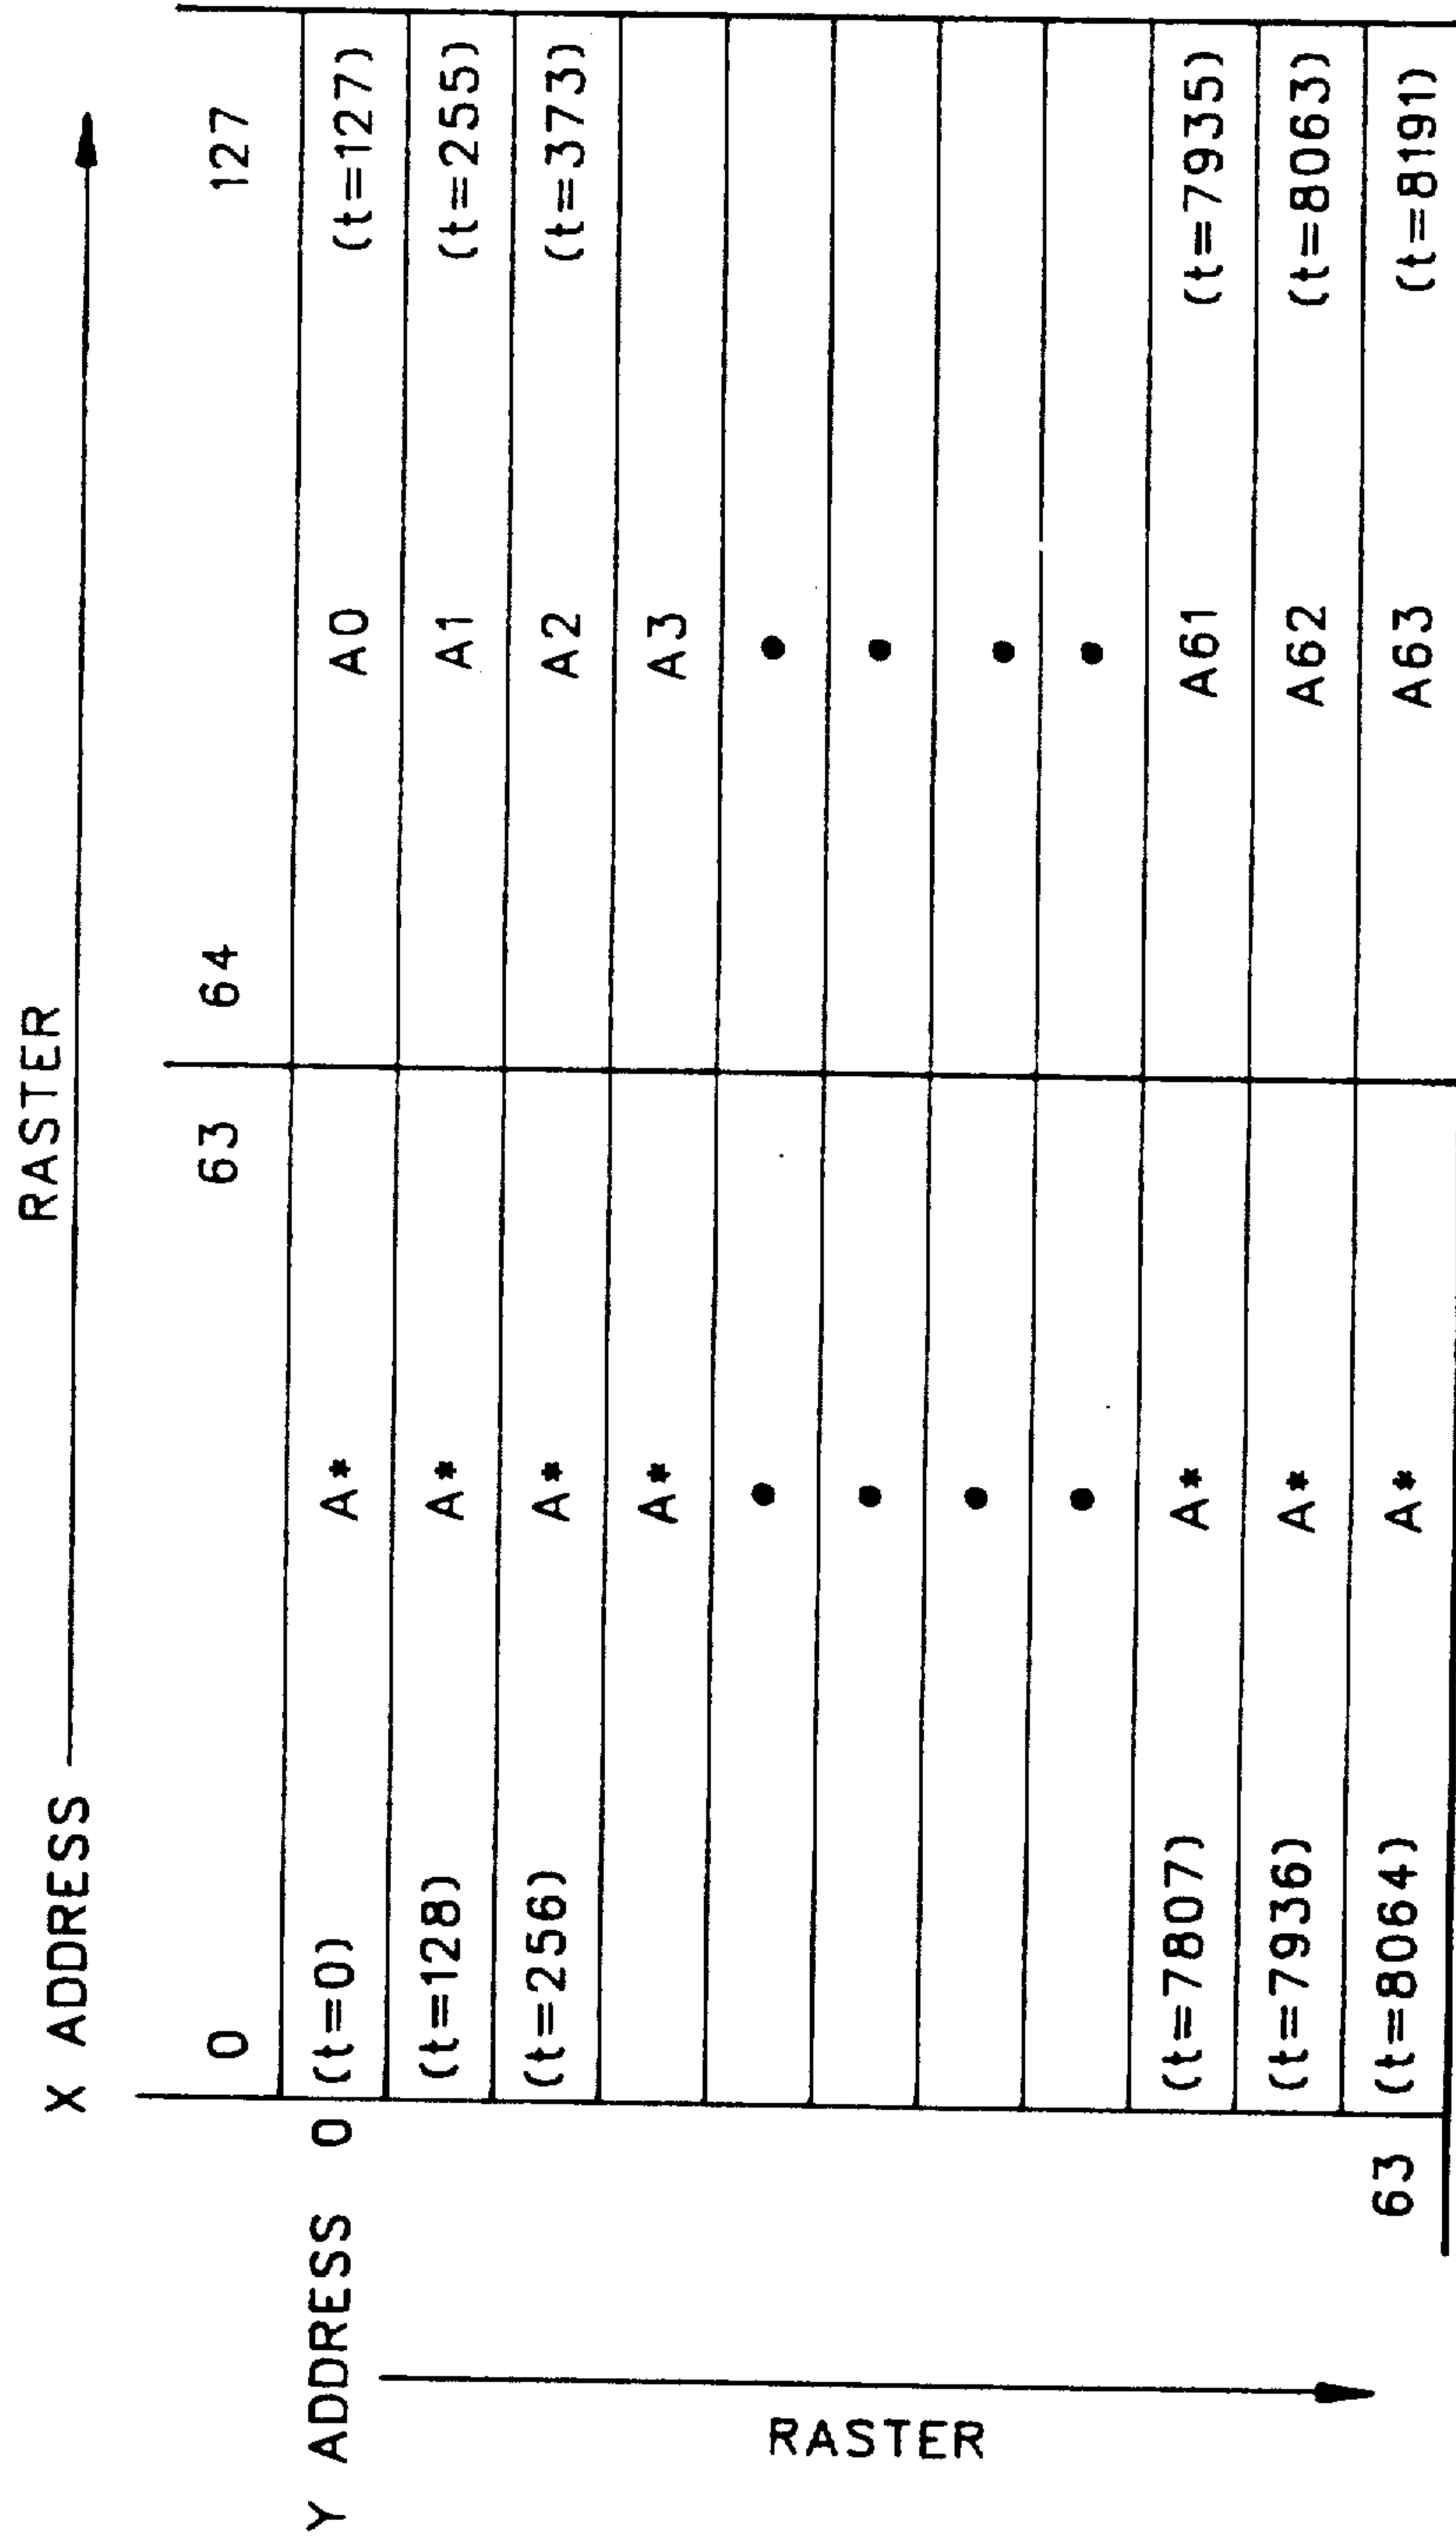 X ADDRESS RASTER
0 63 64 127
Y ADDRESS 0 (t=0) A* A0 (t=127)
(t=128) A* A1 (t=255)
(t=256) A* A2 (t=373)
A* A3
(t=7807) A* A61 (t=7935)
(t=7936) A* A62 (t=8063)
63 (t=8064) A* A63 (t=8191)
RASTER